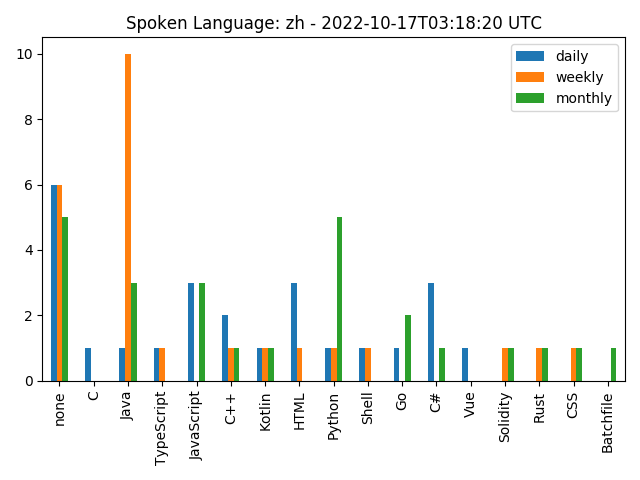 Spoken Language: zh - 2022-10-17T03:18:20 UTC
daily
weekly
monthly
10
8
6
4
2
0
none
C
Java
TypeScript
JavaScript
C++
Kotlin
HTML
Python
Shell
Go
C#
Vue
Solidity
Rust
CSS
Batchfile